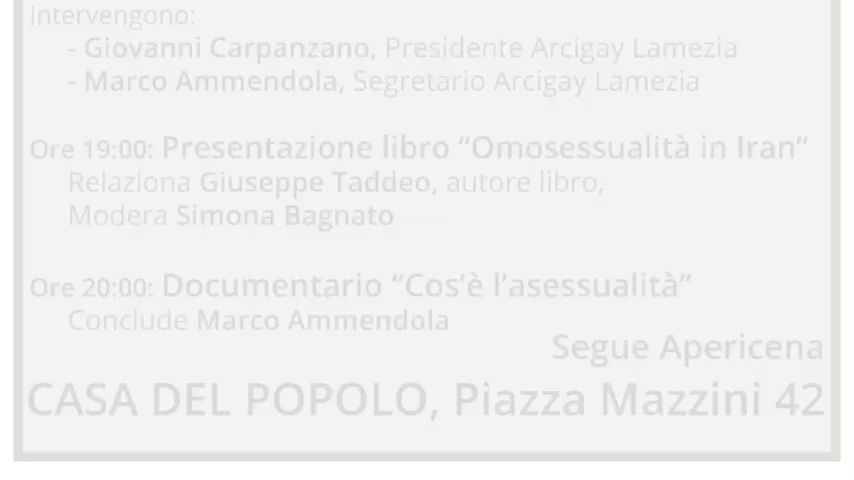 Intervengono:
- Giovanni Carpanzano, Presidente Arcigay Lamezia
- Marco Ammendola, Segretario Arcigay Lamezia
Ore 19:00: Presentazione libro “Omosessualità in Iran”
Relaziona Giuseppe Taddeo, autore libro,
Modera Simona Bagnato
Ore 20:00: Documentario “Cos’è l’asessualità”
Conclude Marco Ammendola
Segue Apericena
CASA DEL POPOLO, Piazza Mazzini 42